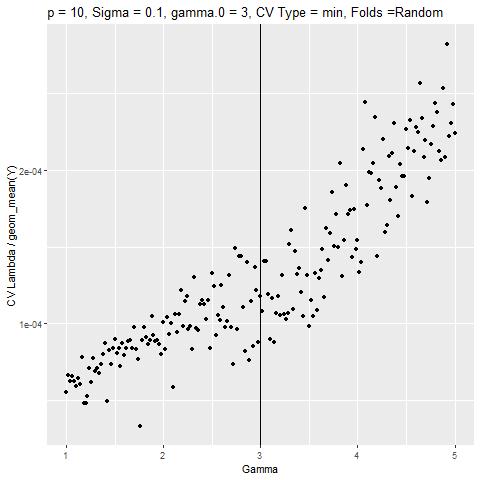 p = 10, Sigma = 0.1, gamma.0 = 3, CV Type = min, Folds =Random
CV Lambda / geom_mean(Y)
2e-04
1e-04
1
2
3
4
5
Gamma